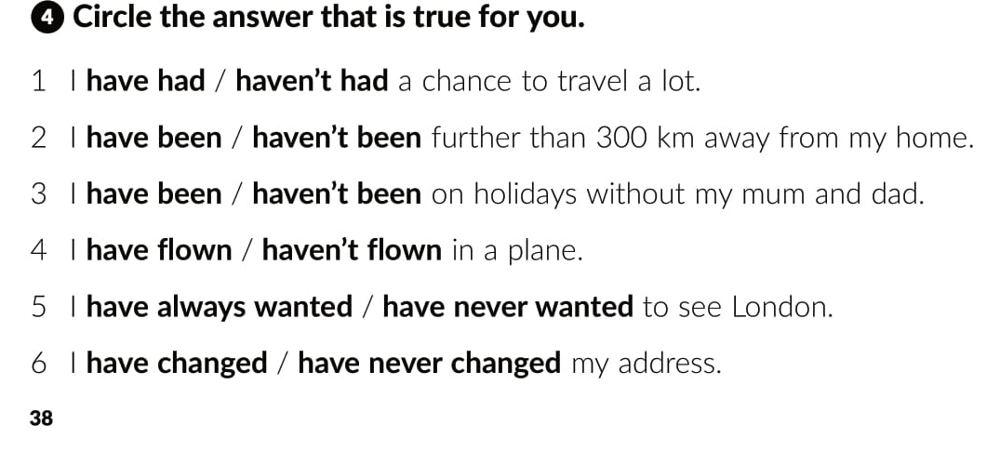 4 Circle the answer that is true for you.
1 I have had / haven't had a chance to travel a lot.
2 I have been / haven't been further than 300 km away from my home.
3 I have been / haven't been on holidays without my mum and dad.
4 I have flown / haven't flown in a plane.
5 I have always wanted / have never wanted to see London.
6 I have changed / have never changed my address.
38